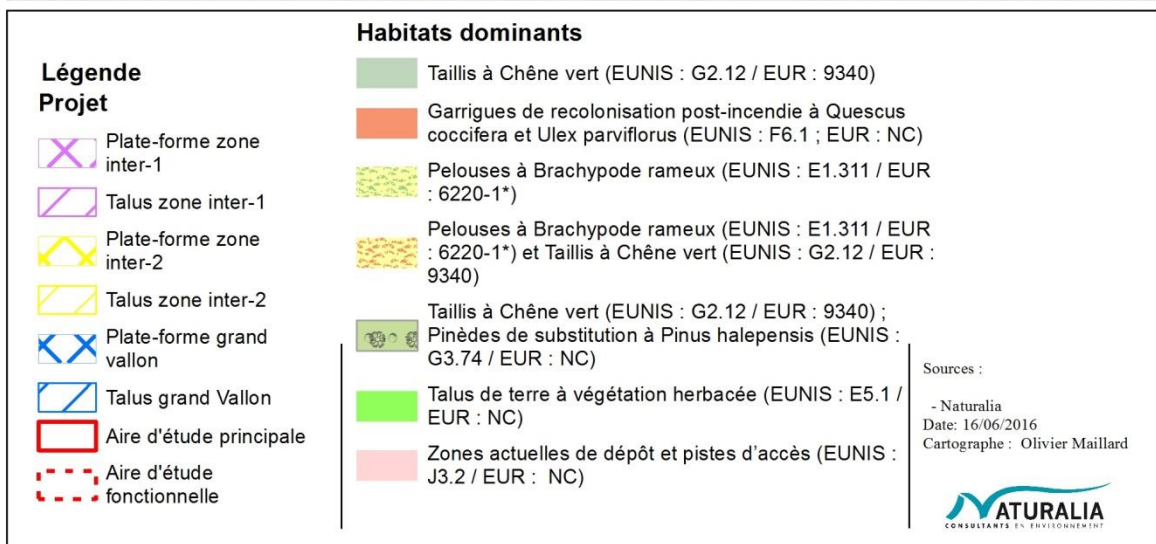 Légende
Projet
Plate-forme zone
inter-1
Talus zone inter-1
Plate-forme zone
inter-2
Talus zone inter-2
Plate-forme grand
vallon
Talus grand Vallon
Aire d'étude principale
Aire d'étude
fonctionnelle
Habitats dominants
Taillis à Chêne vert (EUNIS : G2.12 / EUR : 9340)
Garrigues de recolonisation post-incendie à Quescus
coccifera et Ulex parviflorus (EUNIS : F6.1 ; EUR : NC)
Pelouses à Brachypode rameux (EUNIS : E1.311 / EUR
: 6220-1*)
Pelouses à Brachypode rameux (EUNIS : E1.311 / EUR
: 6220-1*) et Taillis à Chêne vert (EUNIS : G2.12 / EUR :
9340)
Taillis à Chêne vert (EUNIS : G2.12 / EUR : 9340) ;
Pinèdes de substitution à Pinus halepensis (EUNIS :
G3.74 / EUR : NC)
Talus de terre à végétation herbacée (EUNIS : E5.1 /
EUR : NC)
Zones actuelles de dépôt et pistes d'accès (EUNIS :
J3.2 / EUR : NC)
Sources :
- Naturalia
Date: 16/06/2016
Cartographe : Olivier Maillard
NATURALIA
CONSULTANTS EN ENVIRONNEMENT